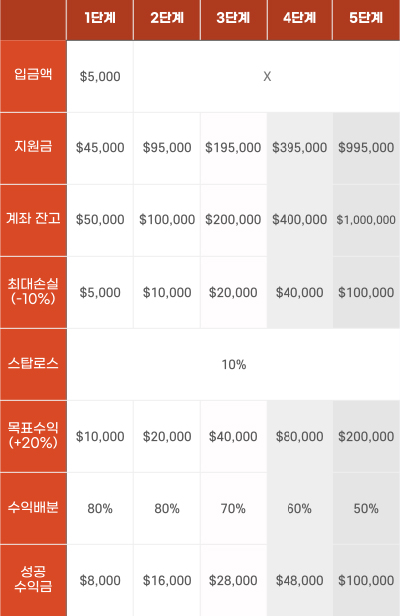 1단계 2단계 3단계 4단계 5단계
입금액 $5,000 X
지원금 $45,000 $95,000 $195,000 $395,000 $995,000
계좌 잔고 $50,000 $100,000 $200,000 $400,000 $1,000,000
최대손실
(-10%) $5,000 $10,000 $20,000 $40,000 $100,000
스탑로스 10%
목표수익
(+20%) $10,000 $20,000 $40,000 $80,000 $200,000
수익배분 80% 80% 70% 60% 50%
성공
수익금 $8,000 $16,000 $28,000 $48,000 $100,000